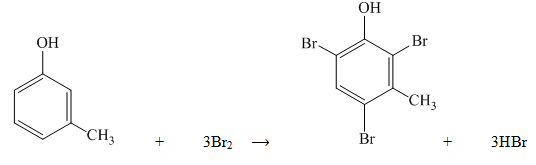 OH
OH
Br
Br
CH₃
CH₃
Br
+ 3Br₂ → + 3HBr